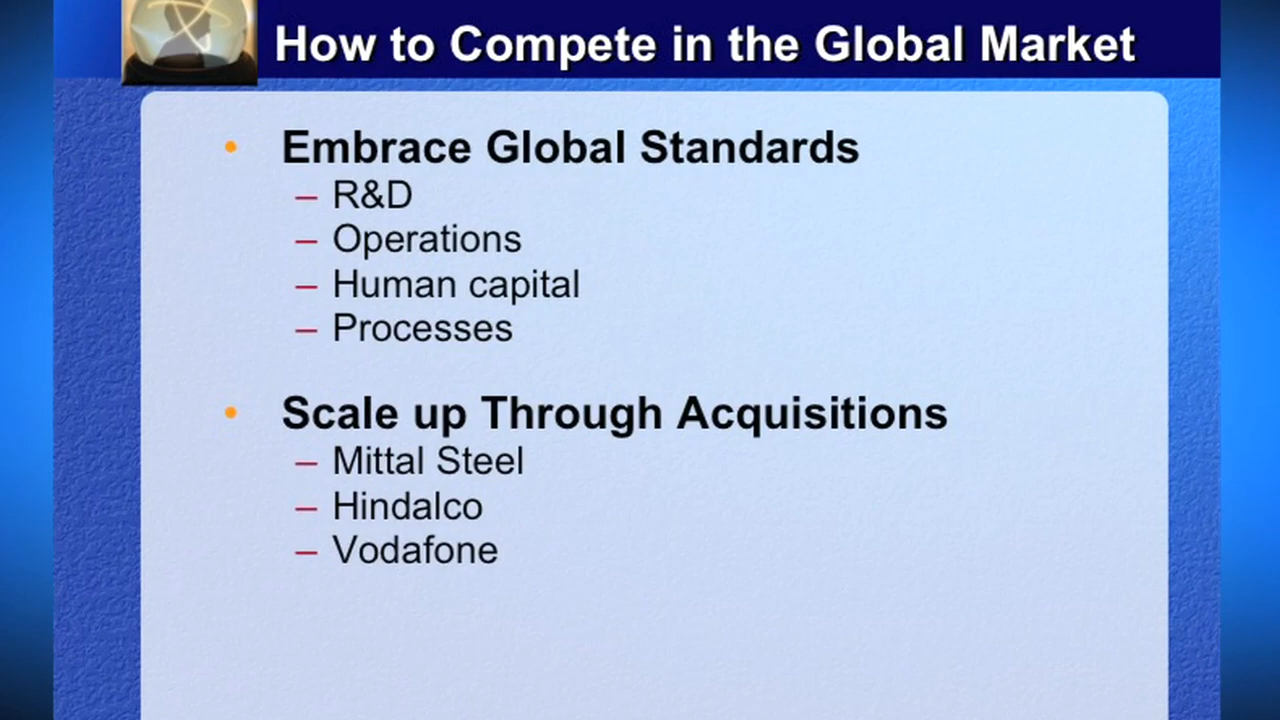 How to Compete in the Global Market
• Embrace Global Standards
– R&D
– Operations
– Human capital
– Processes
• Scale up Through Acquisitions
– Mittal Steel
– Hindalco
– Vodafone